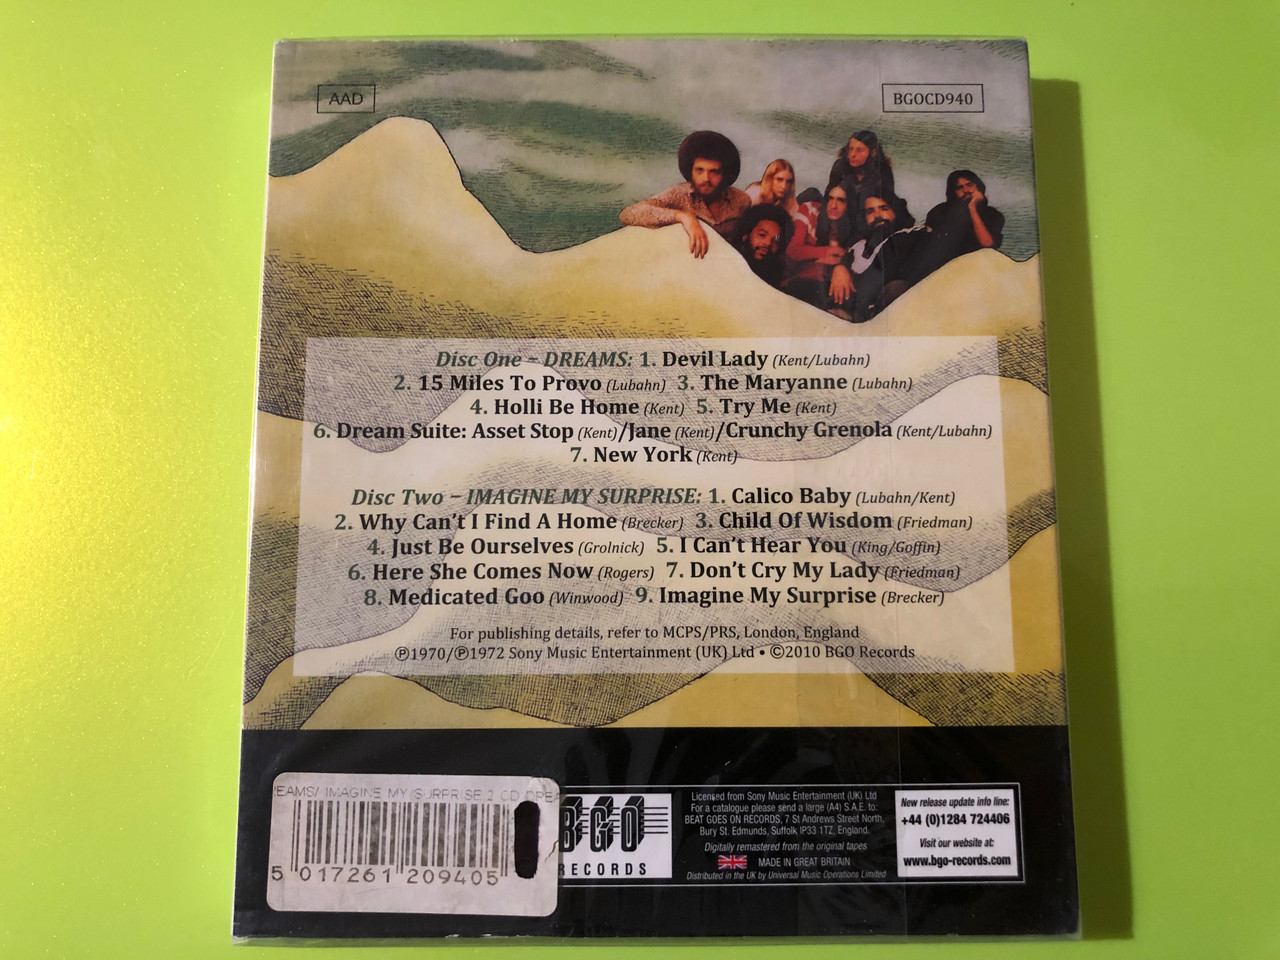 AAD
BGOCD940
Disc One – DREAMS: 1. Devil Lady (Kent/Lubahn)
2. 15 Miles To Provo (Lubahn) 3. The Maryanne (Lubahn)
4. Holli Be Home (Kent) 5. Try Me (Kent)
6. Dream Suite: Asset Stop (Kent)/Jane (Kent)/Crunchy Grenola (Kent/Lubahn)
7. New York (Kent)
Disc Two – IMAGINE MY SURPRISE: 1. Calico Baby (Lubahn/Kent)
2. Why Can't I Find A Home (Brecker) 3. Child Of Wisdom (Friedman)
4. Just Be Ourselves (Grolnick) 5. I Can't Hear You (King/Goffin)
6. Here She Comes Now (Rogers) 7. Don't Cry My Lady (Friedman)
8. Medicated Goo (Winwood) 9. Imagine My Surprise (Brecker)
For publishing details, refer to MCPS/PRS, London, England
℗1970/℗1972 Sony Music Entertainment (UK) Ltd • ©2010 BGO Records
EAMS/ IMAGINE MY SURPRISE 2 CD DREA
5 017261 209405
BGO
RECORDS
Licensed from Sony Music Entertainment (UK) Ltd
For a catalogue please send a large (A4) S.A.E. to:
BEAT GOES ON RECORDS, 7 St Andrews Street North,
Bury St. Edmunds, Suffolk IP33 1TZ, England.
Digitally remastered from the original tapes
MADE IN GREAT BRITAIN
Distributed in the UK by Universal Music Operations Limited
New release update info line:
+44 (0)1284 724406
Visit our website at:
www.bgo-records.com